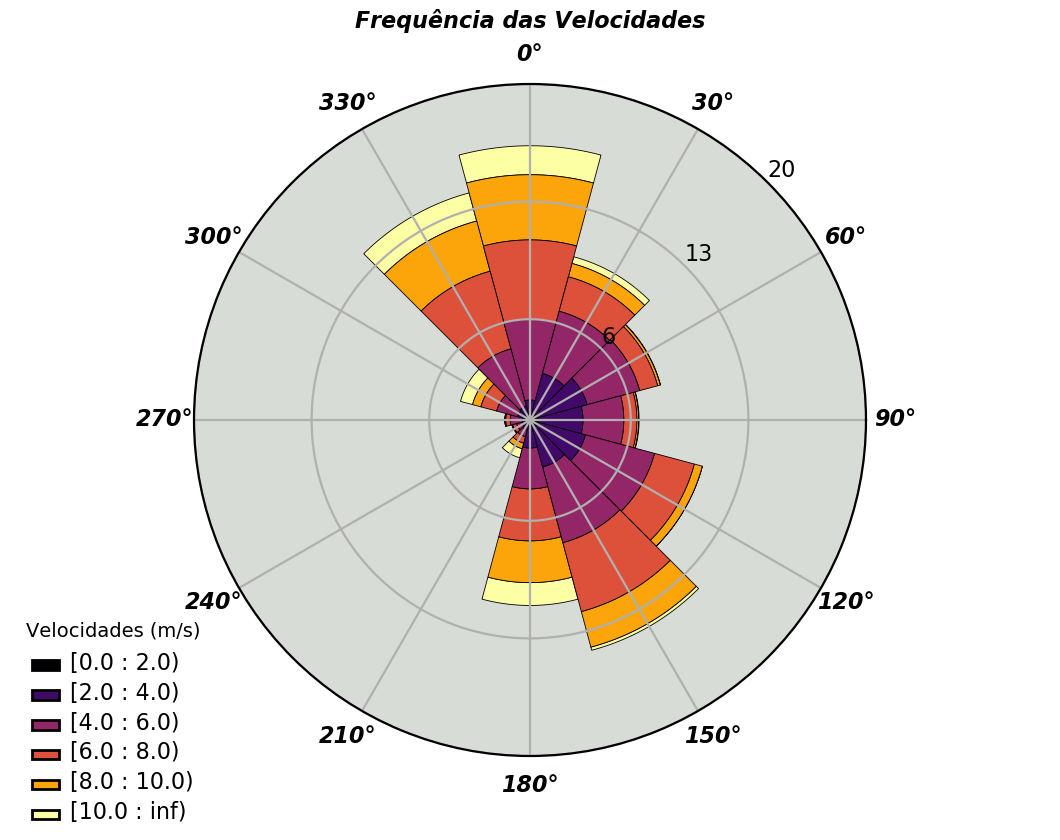 Frequência das Velocidades
0°
330°
30°
20
300°
60°
13
6
270°
90°
240°
120°
210°
150°
180°
Velocidades (m/s)
[0.0 : 2.0)
[2.0 : 4.0)
[4.0 : 6.0)
[6.0 : 8.0)
[8.0 : 10.0)
[10.0 : inf)